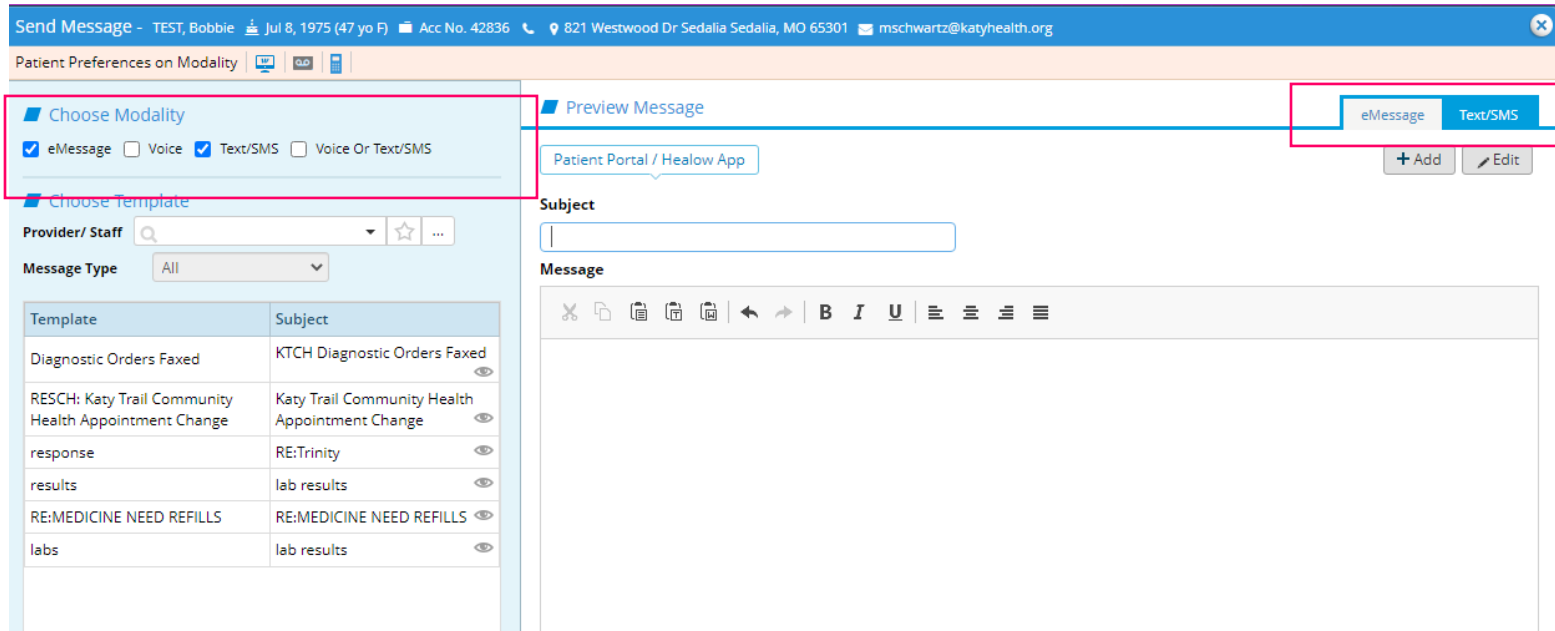 Send Message - TEST, Bobbie Jul 8, 1975 (47 yo F) Acc No. 42836 821 Westwood Dr Sedalia Sedalia, MO 65301 mschwartz@katyhealth.org
Patient Preferences on Modality
Choose Modality
eMessage Voice Text/SMS Voice Or Text/SMS
Choose Template
Provider/ Staff ...
Message Type All
Template Subject
Diagnostic Orders Faxed KTCH Diagnostic Orders Faxed
RESCH: Katy Trail Community Katy Trail Community Health
Health Appointment Change Appointment Change
response RE:Trinity
results lab results
RE:MEDICINE NEED REFILLS RE:MEDICINE NEED REFILLS
labs lab results
Preview Message eMessage Text/SMS
Patient Portal / Healow App + Add Edit
Subject
Message
B I U